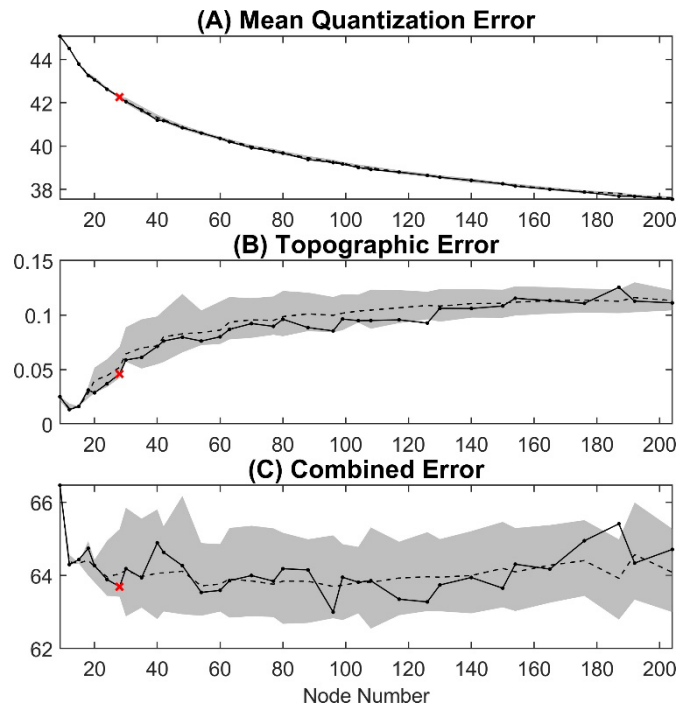 (A) Mean Quantization Error
44
42
40
38
20 40 60 80 100 120 140 160 180 200
(B) Topographic Error
0.15
0.1
0.05
0
20 40 60 80 100 120 140 160 180 200
(C) Combined Error
66
64
62
20 40 60 80 100 120 140 160 180 200
Node Number